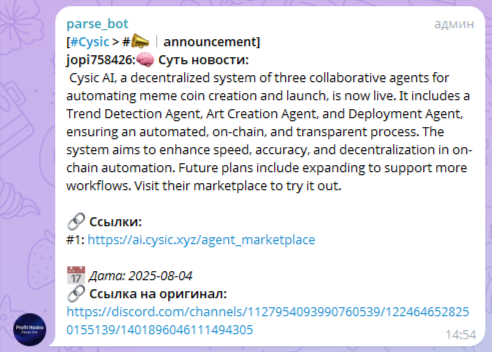 parse_bot админ
[#Cysic > #📣 | announcement]
jopi758426:🧠 Суть новости:
Cysic AI, a decentralized system of three collaborative agents for
automating meme coin creation and launch, is now live. It includes a
Trend Detection Agent, Art Creation Agent, and Deployment Agent,
ensuring an automated, on-chain, and transparent process. The
system aims to enhance speed, accuracy, and decentralization in on-
chain automation. Future plans include expanding to support more
workflows. Visit their marketplace to try it out.
🔗 Ссылки:
#1: https://ai.cysic.xyz/agent_marketplace
📅 Дата: 2025-08-04
🔗 Ссылка на оригинал:
https://discord.com/channels/1127954093990760539/122464652825
0155139/1401896046111494305
Profit Nodes
14:54